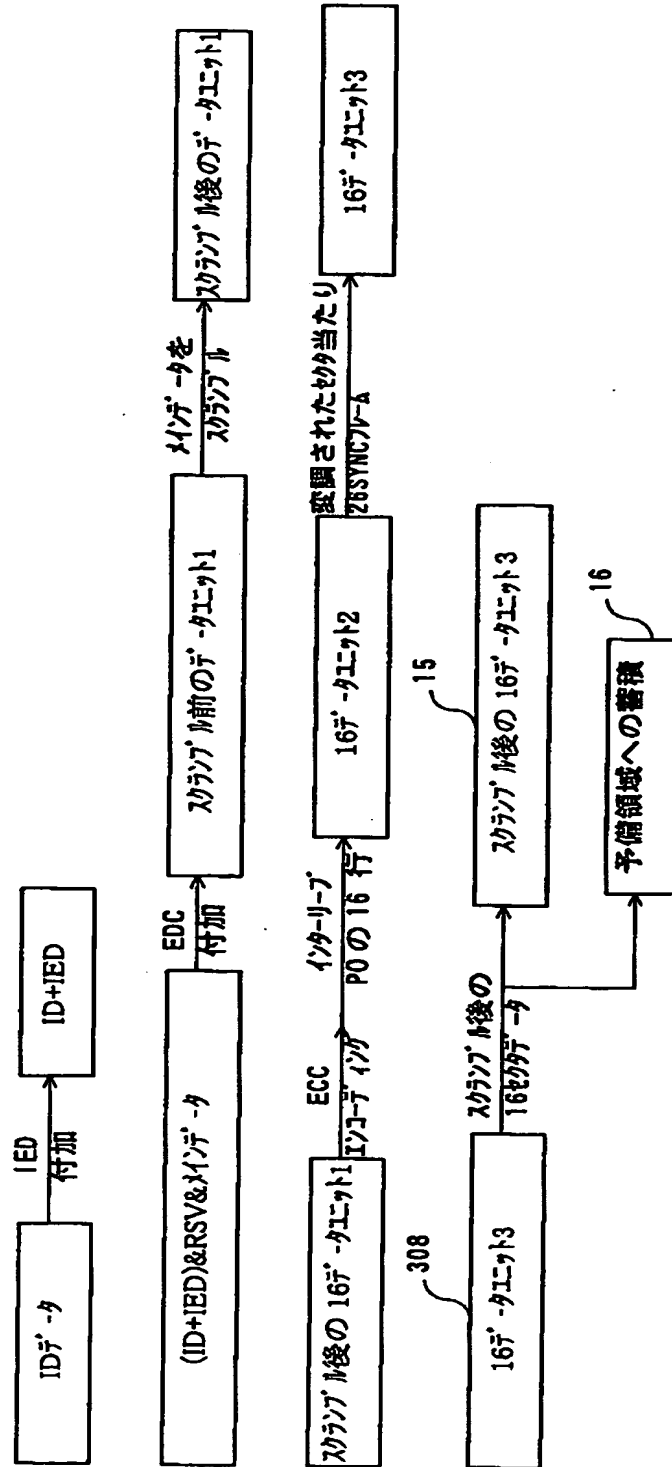 IDデータ
IED
付加
ID+IED
(ID+IED)&RSV&メインデータ
EDC
付加
スクランブル前のデータユニット1
メインデータを
スクランブル
スクランブル後のデータユニット1
スクランブル後の16データユニット1
ECC
エンコーディング
インターリーブ
POの16 行
16データユニット2
変調されたセクタ当たり
26SYNCフレーム
16データユニット3
308
16データユニット3
スクランブル後の
16セクタデータ
15
スクランブル後の16データユニット3
16
予備領域への蓄積